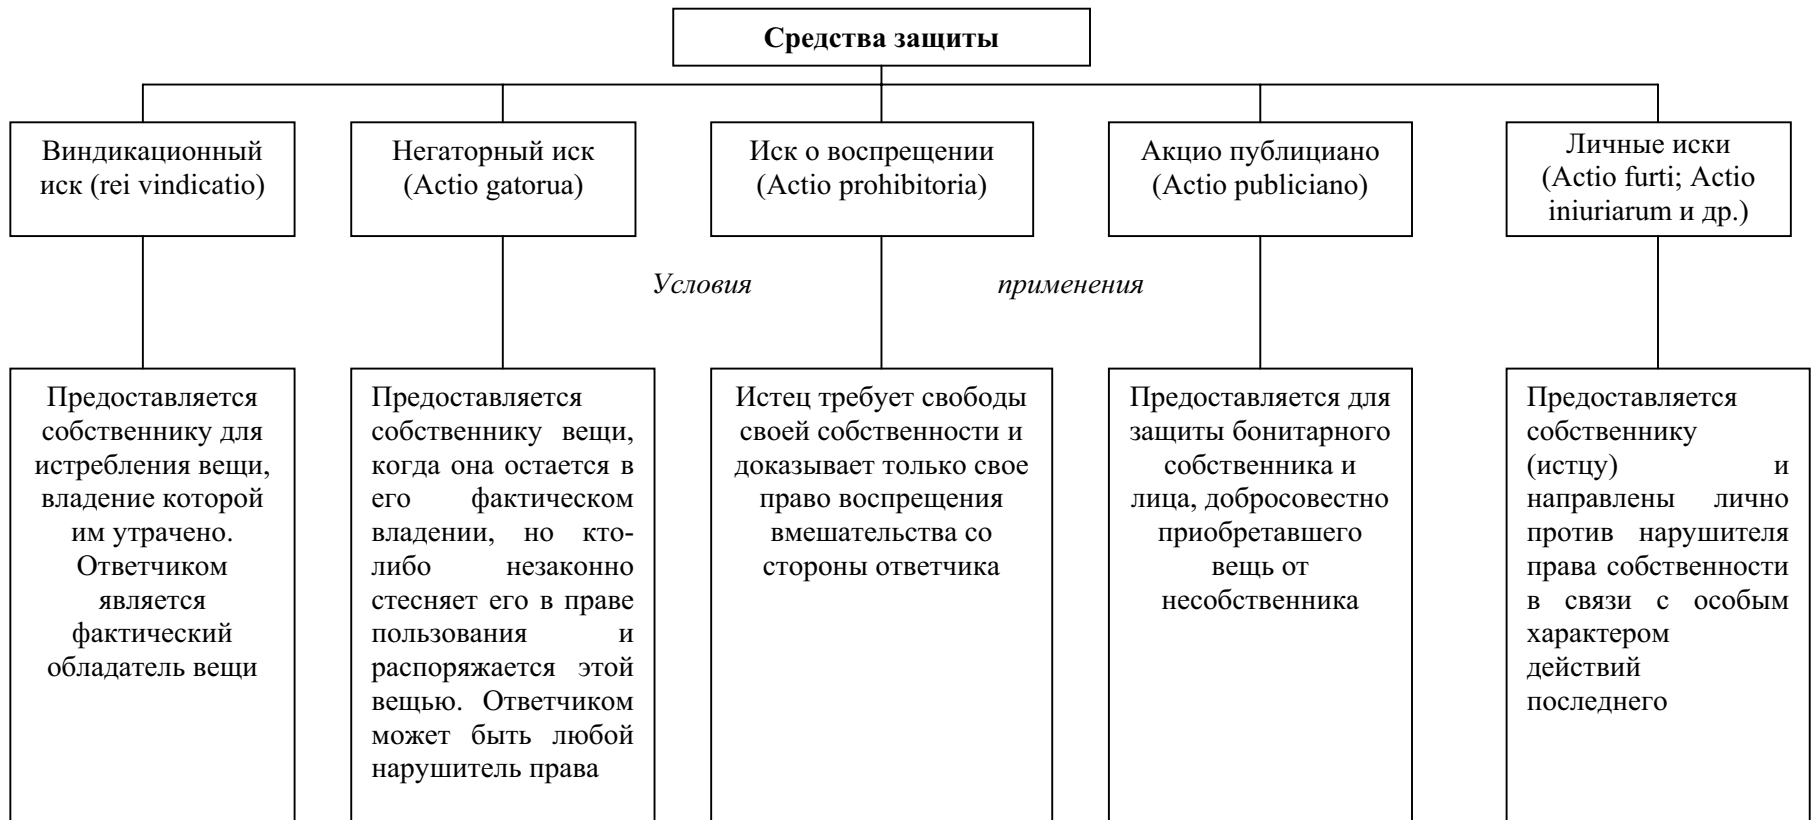 Средства защиты
Виндикационный
иск (rei vindicatio)
Негаторный иск
(Actio gatorua)
Иск о воспрещении
(Actio prohibitoria)
Акцио публициано
(Actio publiciano)
Личные иски
(Actio furti; Actio
iniuriarum и др.)
Условия применения
Предоставляется
собственнику для
истребления вещи,
владение которой
им утрачено.
Ответчиком
является
фактический
обладатель вещи
Предоставляется
собственнику вещи,
когда она остается в
его фактическом
владении, но кто-
либо незаконно
стесняет его в праве
пользования и
распоряжается этой
вещью. Ответчиком
может быть любой
нарушитель права
Истец требует свободы
своей собственности и
доказывает только свое
право воспрещения
вмешательства со
стороны ответчика
Предоставляется для
защиты бонитарного
собственника и
лица, добросовестно
приобретавшего
вещь от
несобственника
Предоставляется
собственнику
(истцу) и
направлены лично
против нарушителя
права собственности
в связи с особым
характером
действий
последнего